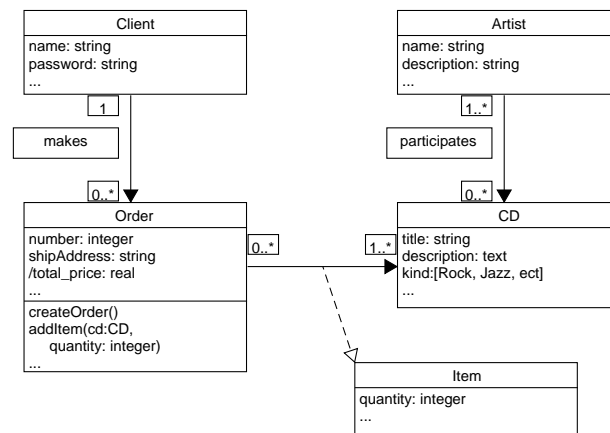 Client
name: string
password: string
...
1
makes
0..*
Order
number: integer
shipAddress: string
/total_price: real
...
createOrder()
addItem(cd:CD,
quantity: integer)
...
Artist
name: string
description: string
...
1..*
participates
0..*
CD
title: string
description: text
kind:[Rock, Jazz, ect]
...
0..*
1..*
Item
quantity: integer
...